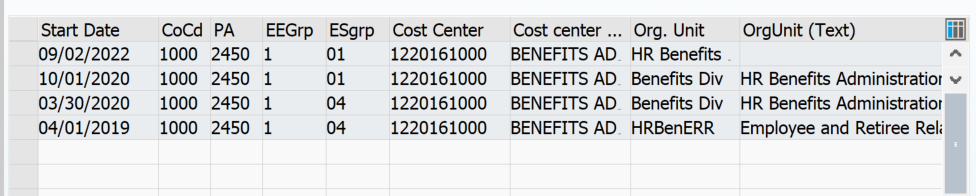 Start Date CoCd PA EEGrp ESgrp Cost Center Cost center ... Org. Unit OrgUnit (Text)
09/02/2022 1000 2450 1 01 1220161000 BENEFITS AD.. HR Benefits .
10/01/2020 1000 2450 1 01 1220161000 BENEFITS AD.. Benefits Div HR Benefits Administration
03/30/2020 1000 2450 1 04 1220161000 BENEFITS AD.. Benefits Div HR Benefits Administration
04/01/2019 1000 2450 1 04 1220161000 BENEFITS AD.. HRBenERR Employee and Retiree Rela